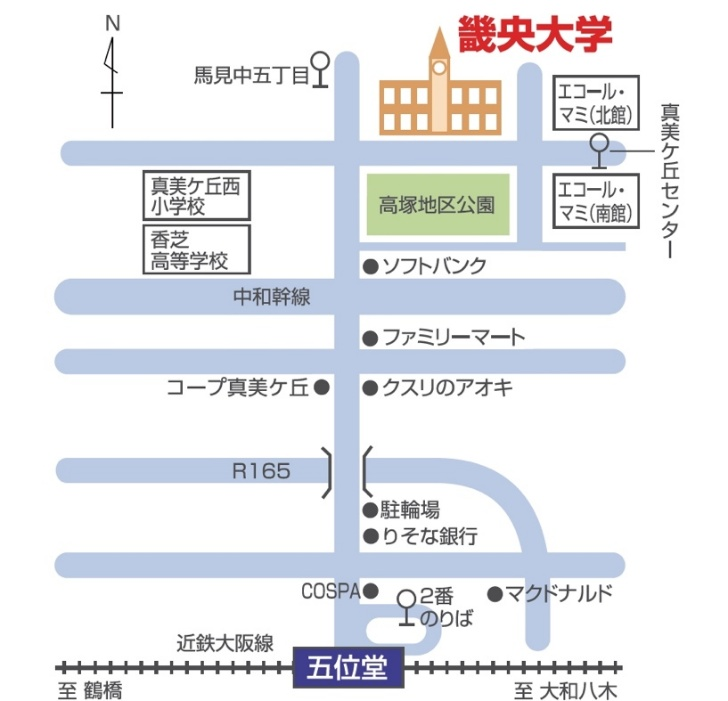 N
畿央大学
馬見中五丁目
エコール・
マミ(北館)
真美ケ丘センター
真美ケ丘西
小学校
高塚地区公園
エコール・
マミ(南館)
香芝
高等学校
ソフトバンク
中和幹線
ファミリーマート
コープ真美ケ丘
クスリのアオキ
R165
駐輪場
りそな銀行
COSPA
2番
のりば
マクドナルド
近鉄大阪線
五位堂
至 鶴橋
至 大和八木